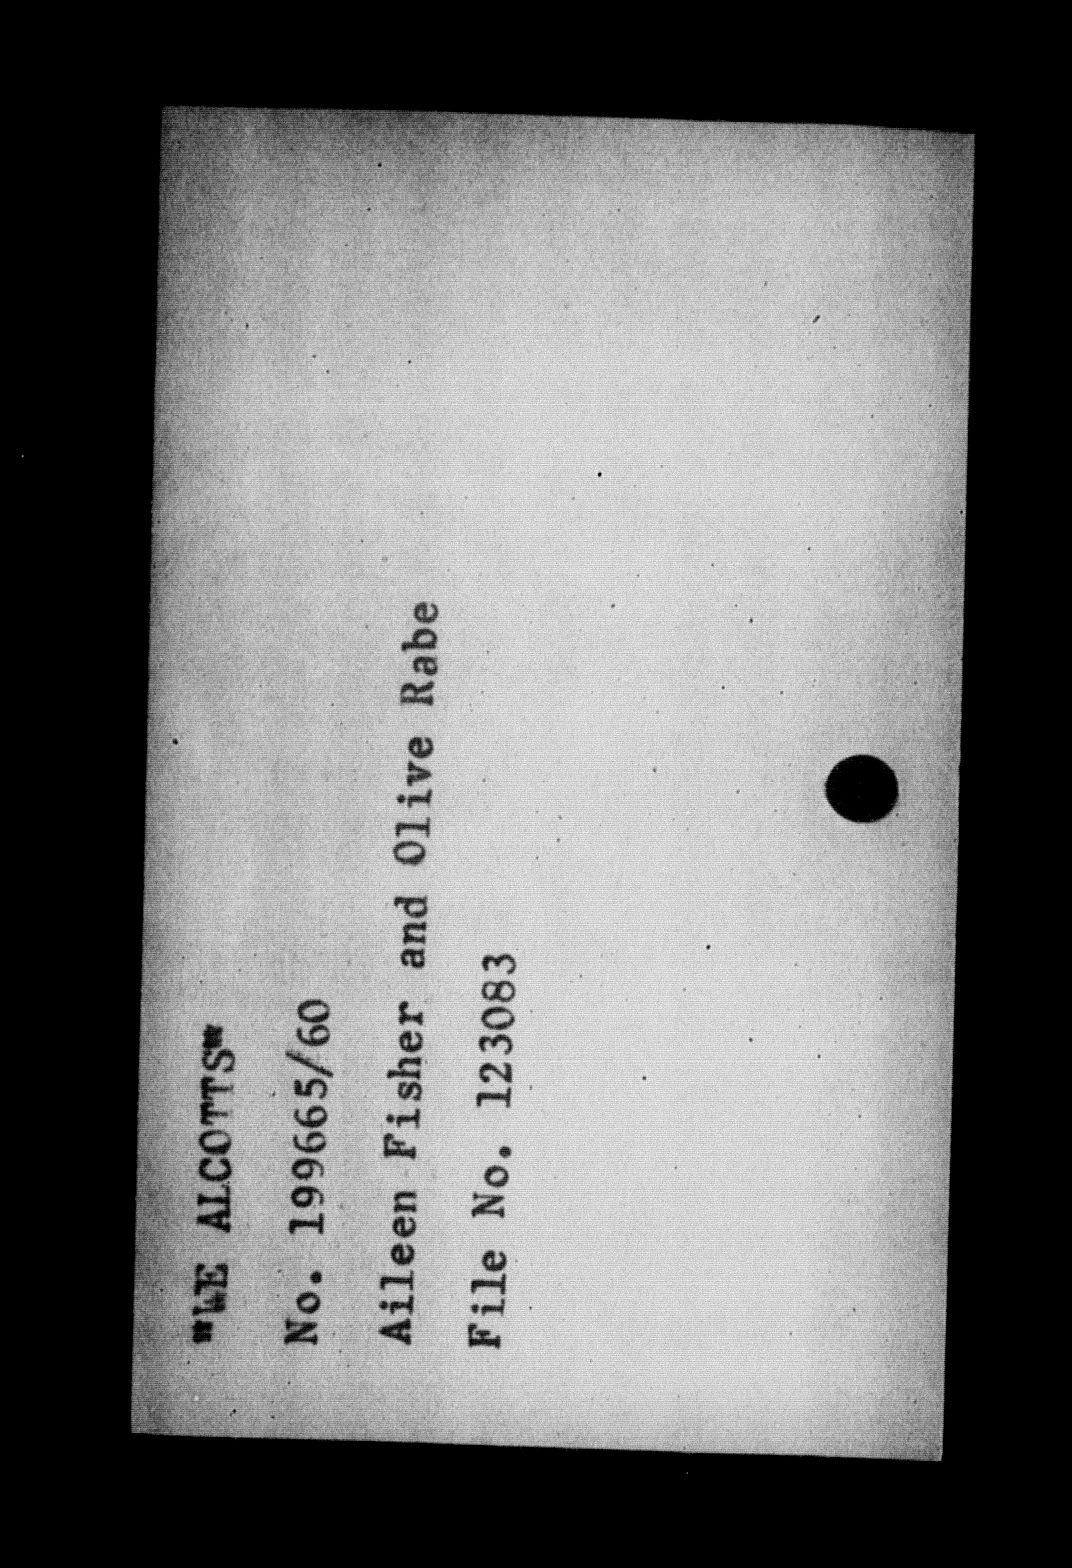 "WE ALCOTTS"
No. 199665/60
Aileen Fisher and Olive Rabe
File No. 123083